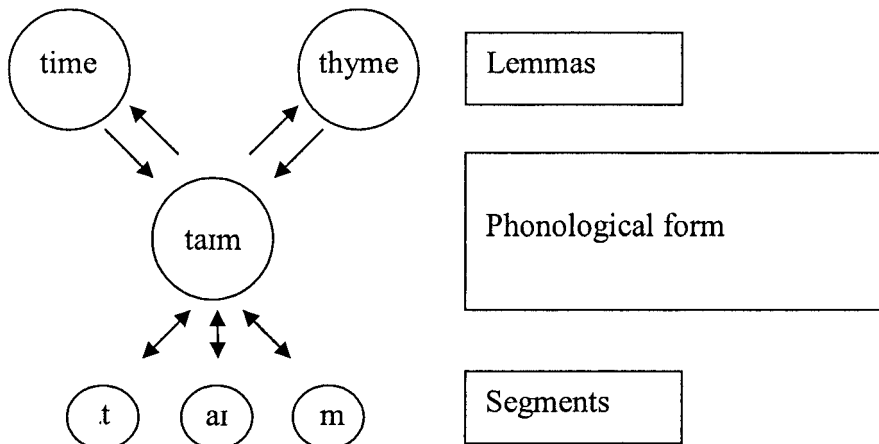 time thyme Lemmas
taɪm Phonological form
.t aɪ m Segments